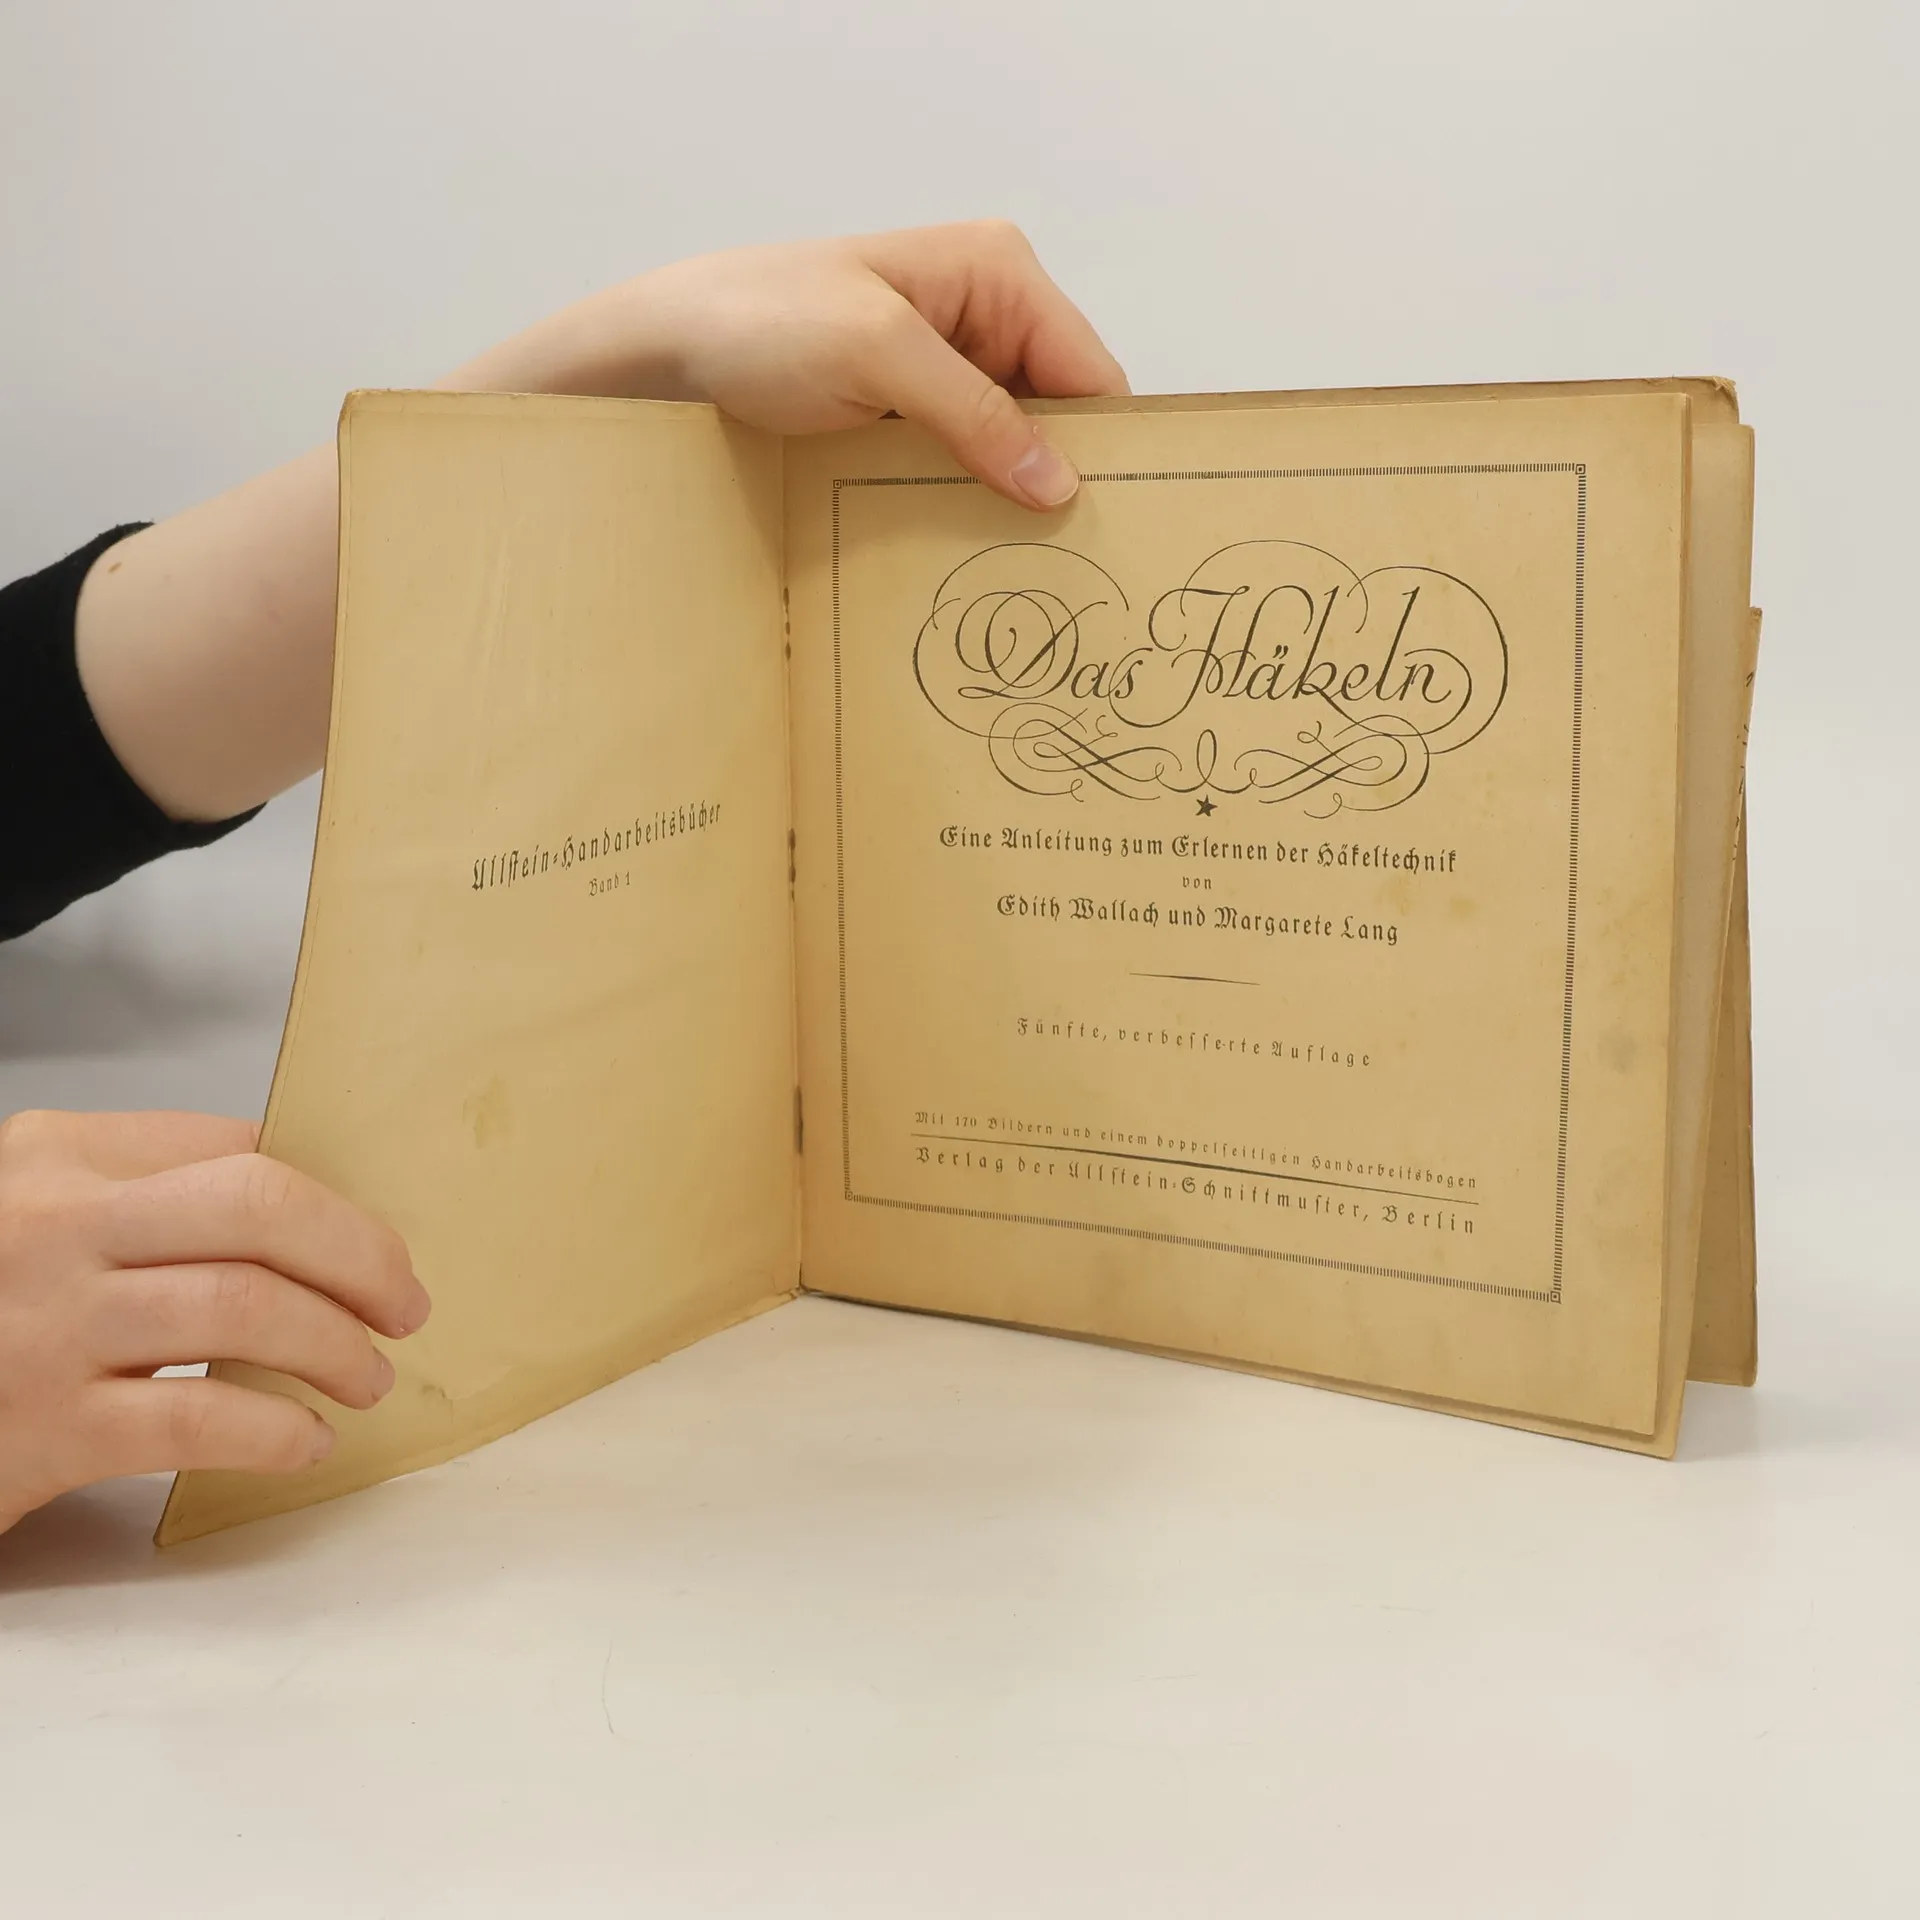 Ullstein-Handarbeitsbücher
Band 1
Das Häkeln
Eine Anleitung zum Erlernen der Häkeltechnik
von
Edith Wallach und Margarete Lang
Fünfte, verbesserte Auflage
Mit 170 Bildern und einem doppelseitigen Handarbeitsbogen
Verlag der Ullstein-Schnittmuster, Berlin